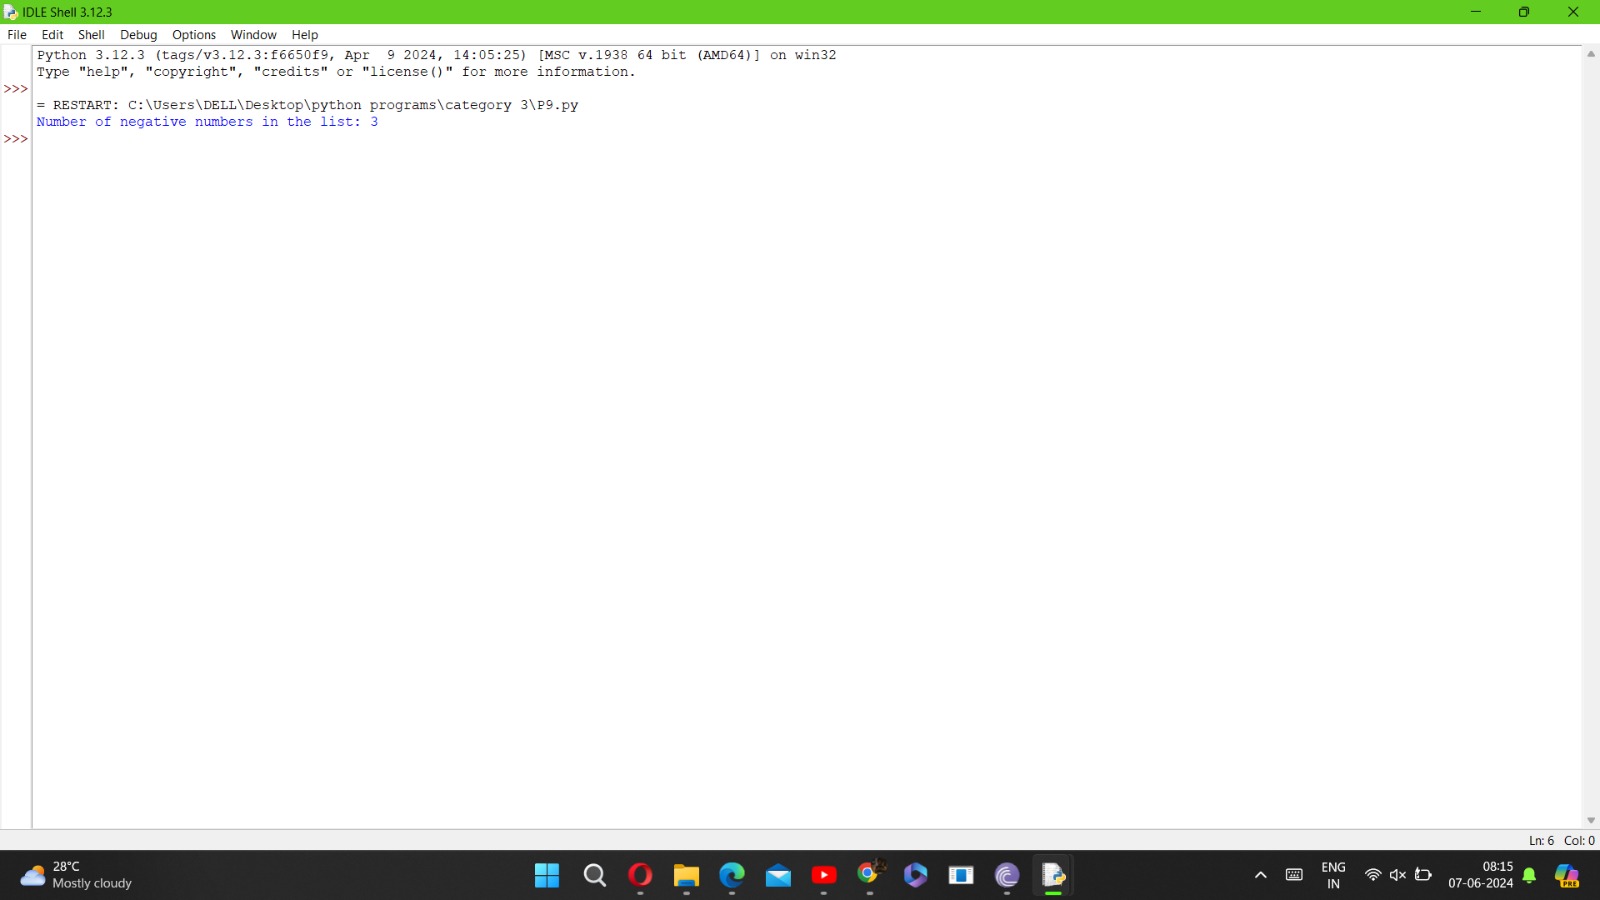 IDLE Shell 3.12.3
File Edit Shell Debug Options Window Help
Python 3.12.3 (tags/v3.12.3:f6650f9, Apr  9 2024, 14:05:25) [MSC v.1938 64 bit (AMD64)] on win32
Type "help", "copyright", "credits" or "license()" for more information.
>>>
= RESTART: C:\Users\DELL\Desktop\python programs\category 3\P9.py
Number of negative numbers in the list: 3
>>>
Ln: 6 Col: 0
28°C
Mostly cloudy
ENG
IN
08:15
07-06-2024
PRE